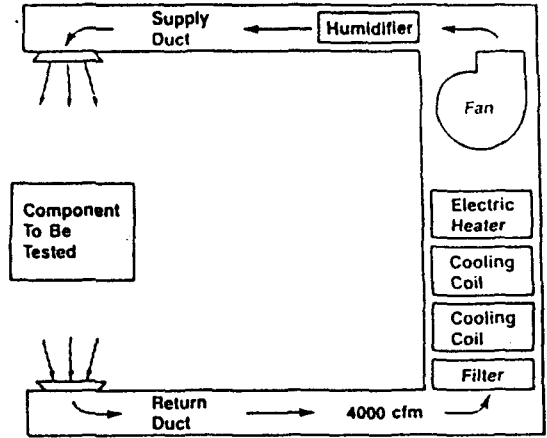 Supply
Duct
Humidifier
Fan
Component
To Be
Tested
Electric
Heater
Cooling
Coil
Cooling
Coil
Filter
Return
Duct
4000 cfm